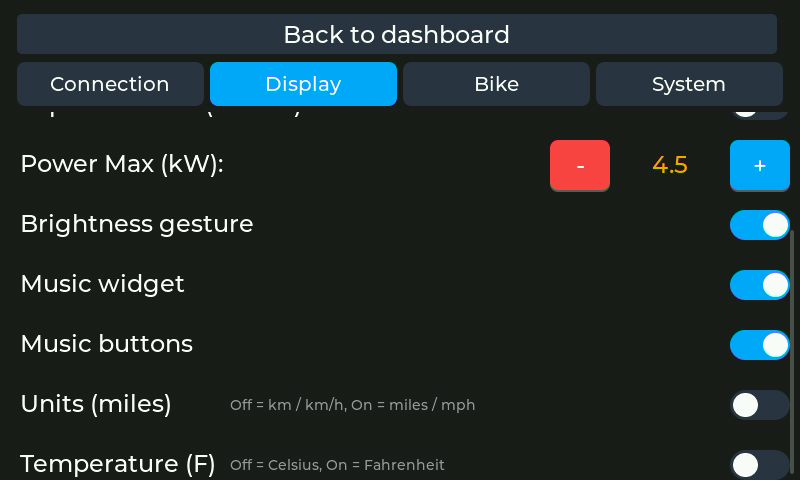 Back to dashboard
Connection Display Bike System
Power Max (kW): - 4.5 +
Brightness gesture
Music widget
Music buttons
Units (miles) Off = km / km/h, On = miles / mph
Temperature (F) Off = Celsius, On = Fahrenheit